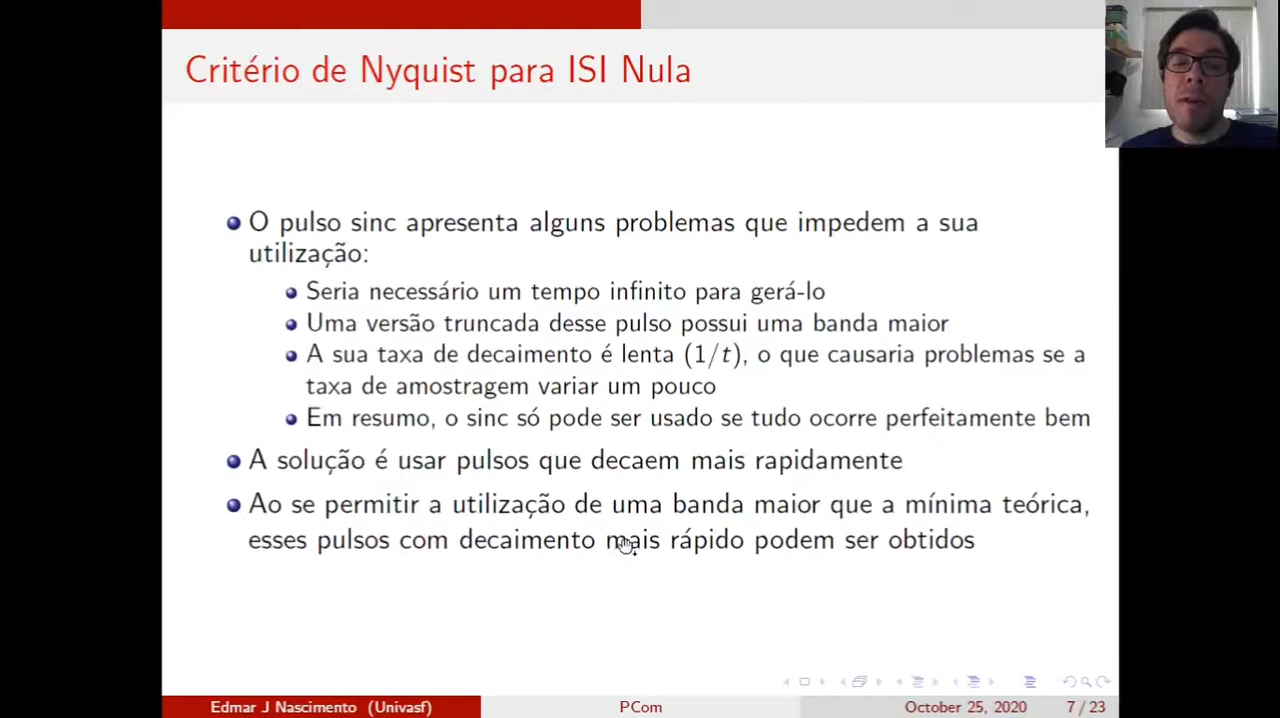 Critério de Nyquist para ISI Nula
O pulso sinc apresenta alguns problemas que impedem a sua
utilização:
Seria necessário um tempo infinito para gerá-lo
Uma versão truncada desse pulso possui uma banda maior
A sua taxa de decaimento é lenta (1/t), o que causaria problemas se a
taxa de amostragem variar um pouco
Em resumo, o sinc só pode ser usado se tudo ocorre perfeitamente bem
A solução é usar pulsos que decaem mais rapidamente
Ao se permitir a utilização de uma banda maior que a mínima teórica,
esses pulsos com decaimento mais rápido podem ser obtidos
Edmar J Nascimento (Univasf) PCom October 25, 2020 7 / 23